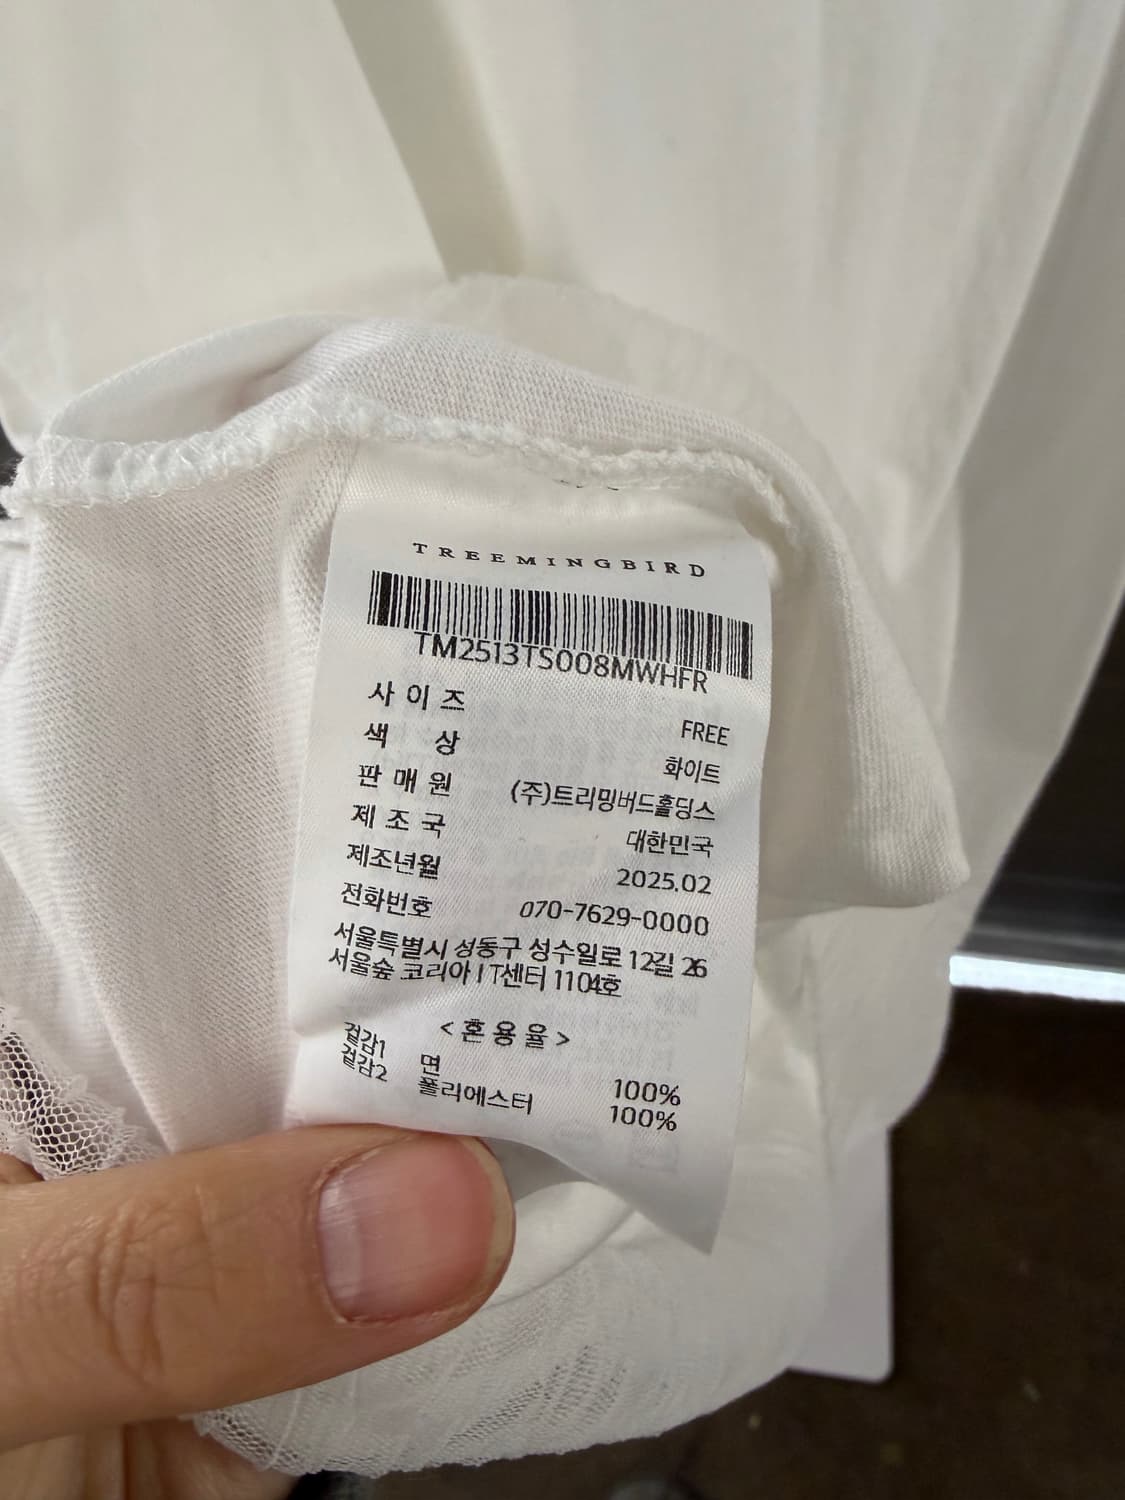 TREEMINGBIRD
TM2513TS008MWHFR
사이즈 FREE
색 상 화이트
판매원 (주)트리밍버드홀딩스
제조국 대한민국
제조년월 2025.02
전화번호 070-7629-0000
서울특별시 성동구 성수일로 12길 26
서울숲 코리아 IT센터 1104호
<혼용율>
겉감1 면 100%
겉감2 폴리에스터 100%